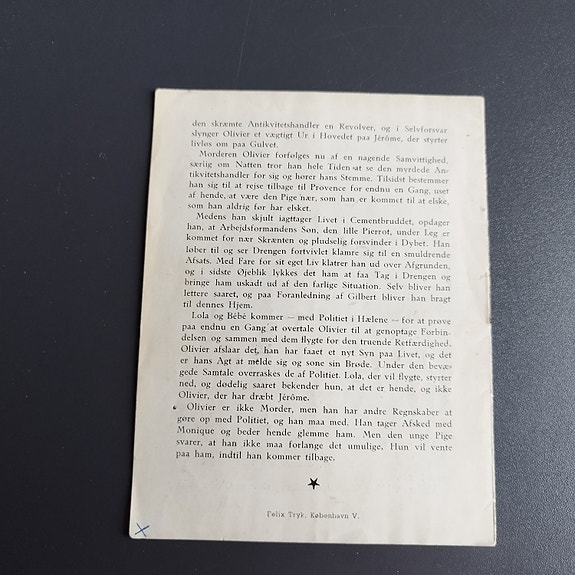 den skræmte Antikvitetshandler en Revolver, og i Selvforsvar
slynger Olivier et vægtigt Ur i Hovedet paa Jérôme, der styrter
livløs om paa Gulvet.
Morderen Olivier forfølges nu af en nagende Samvittighed,
særlig om Natten tror han hele Tiden at se den myrdede An-
tikvitetshandler for sig og hører hans Stemme. Tilsidst bestemmer
han sig til at rejse tilbage til Provence for endnu en Gang, uset
af hende, at være den Pige nær, som han er kommet til at elske,
som han aldrig før har elsket.
Medens han skjult iagttager Livet i Cementbruddet, opdager
han, at Arbejdsformandens Søn, den lille Pierrot, under Leg er
kommet for nær Skrænten og pludselig forsvinder i Dybet. Han
løber til og ser Drengen fortvivlet klamre sig til en smuldrende
Afsats. Med Fare for sit eget Liv klatrer han ud over Afgrunden,
og i sidste Øjeblik lykkes det ham at faa Tag i Drengen og
bringe ham uskadt ud af den farlige Situation. Selv bliver han
lettere saaret, og paa Foranledning af Gilbert bliver han bragt
til dennes Hjem.
Lola og Bébé kommer — med Politiet i Hælene — for at prøve
paa endnu en Gang at overtale Olivier til at genoptage Forbin-
delsen og sammen med dem flygte for den truende Retfærdighed.
Olivier afslaar det, han har faaet et nyt Syn paa Livet, og det
er hans Agt at melde sig og sone sin Brøde. Under den bevæ-
gede Samtale overraskes de af Politiet. Lola, der vil flygte, styrter
ned, og dødelig saaret bekender hun, at det er hende, og ikke
Olivier, der har dræbt Jérôme.
Olivier er ikke Morder, men han har andre Regnskaber at
gøre op med Politiet, og han maa med. Han tager Afsked med
Monique og beder hende glemme ham. Men den unge Pige
svarer, at han ikke maa forlange det umulige. Hun vil vente
paa ham, indtil han kommer tilbage.
Felix Tryk, København V.